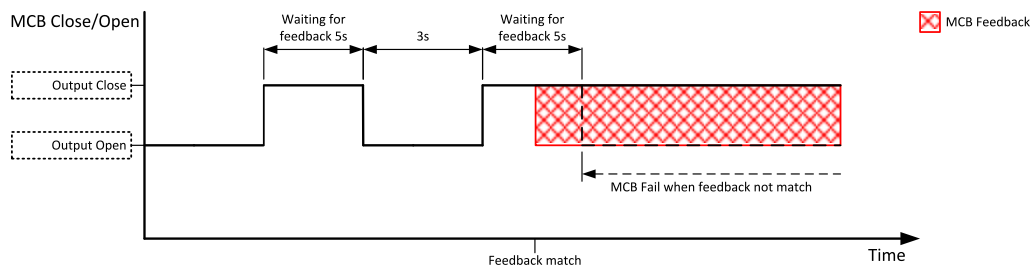 MCB Close/Open
Waiting for
feedback 5s
3s
Waiting for
feedback 5s
MCB Feedback
Output Close
Output Open
MCB Fail when feedback not match
Time
Feedback match